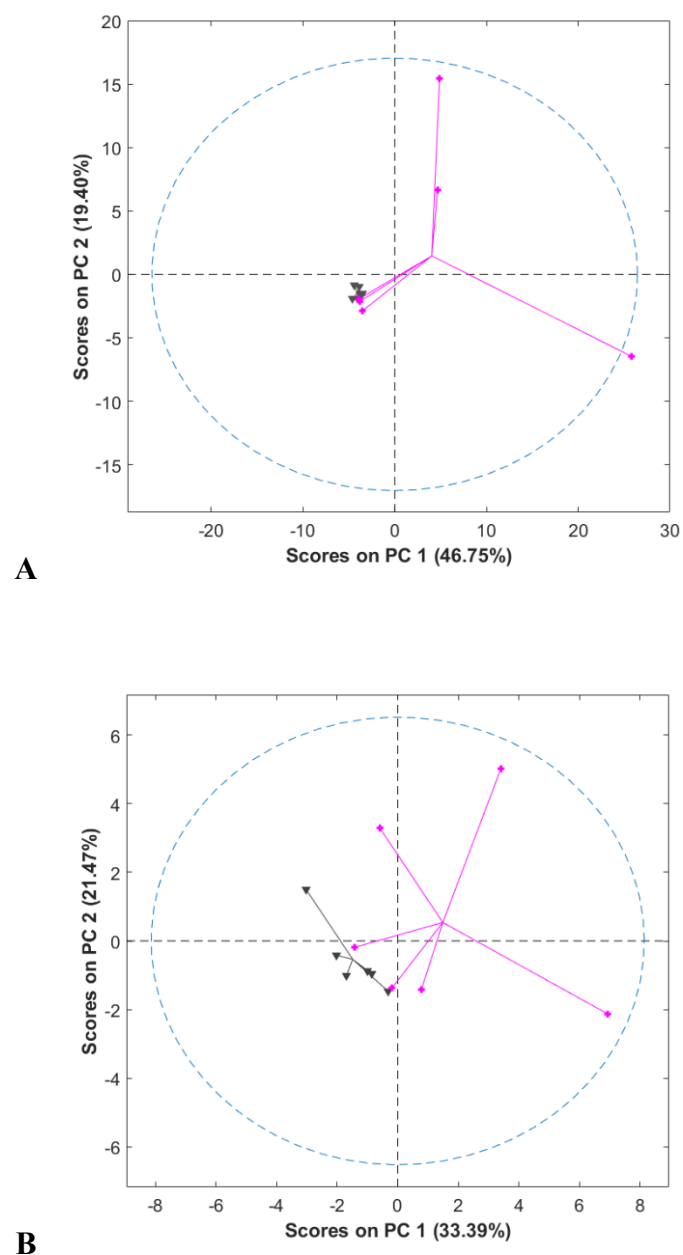 20
15
10
5
0
-5
-10
-15
Scores on PC 2 (19.40%)
-20 -10 0 10 20 30
Scores on PC 1 (46.75%)
A
6
4
2
0
-2
-4
-6
Scores on PC 2 (21.47%)
-8 -6 -4 -2 0 2 4 6 8
Scores on PC 1 (33.39%)
B